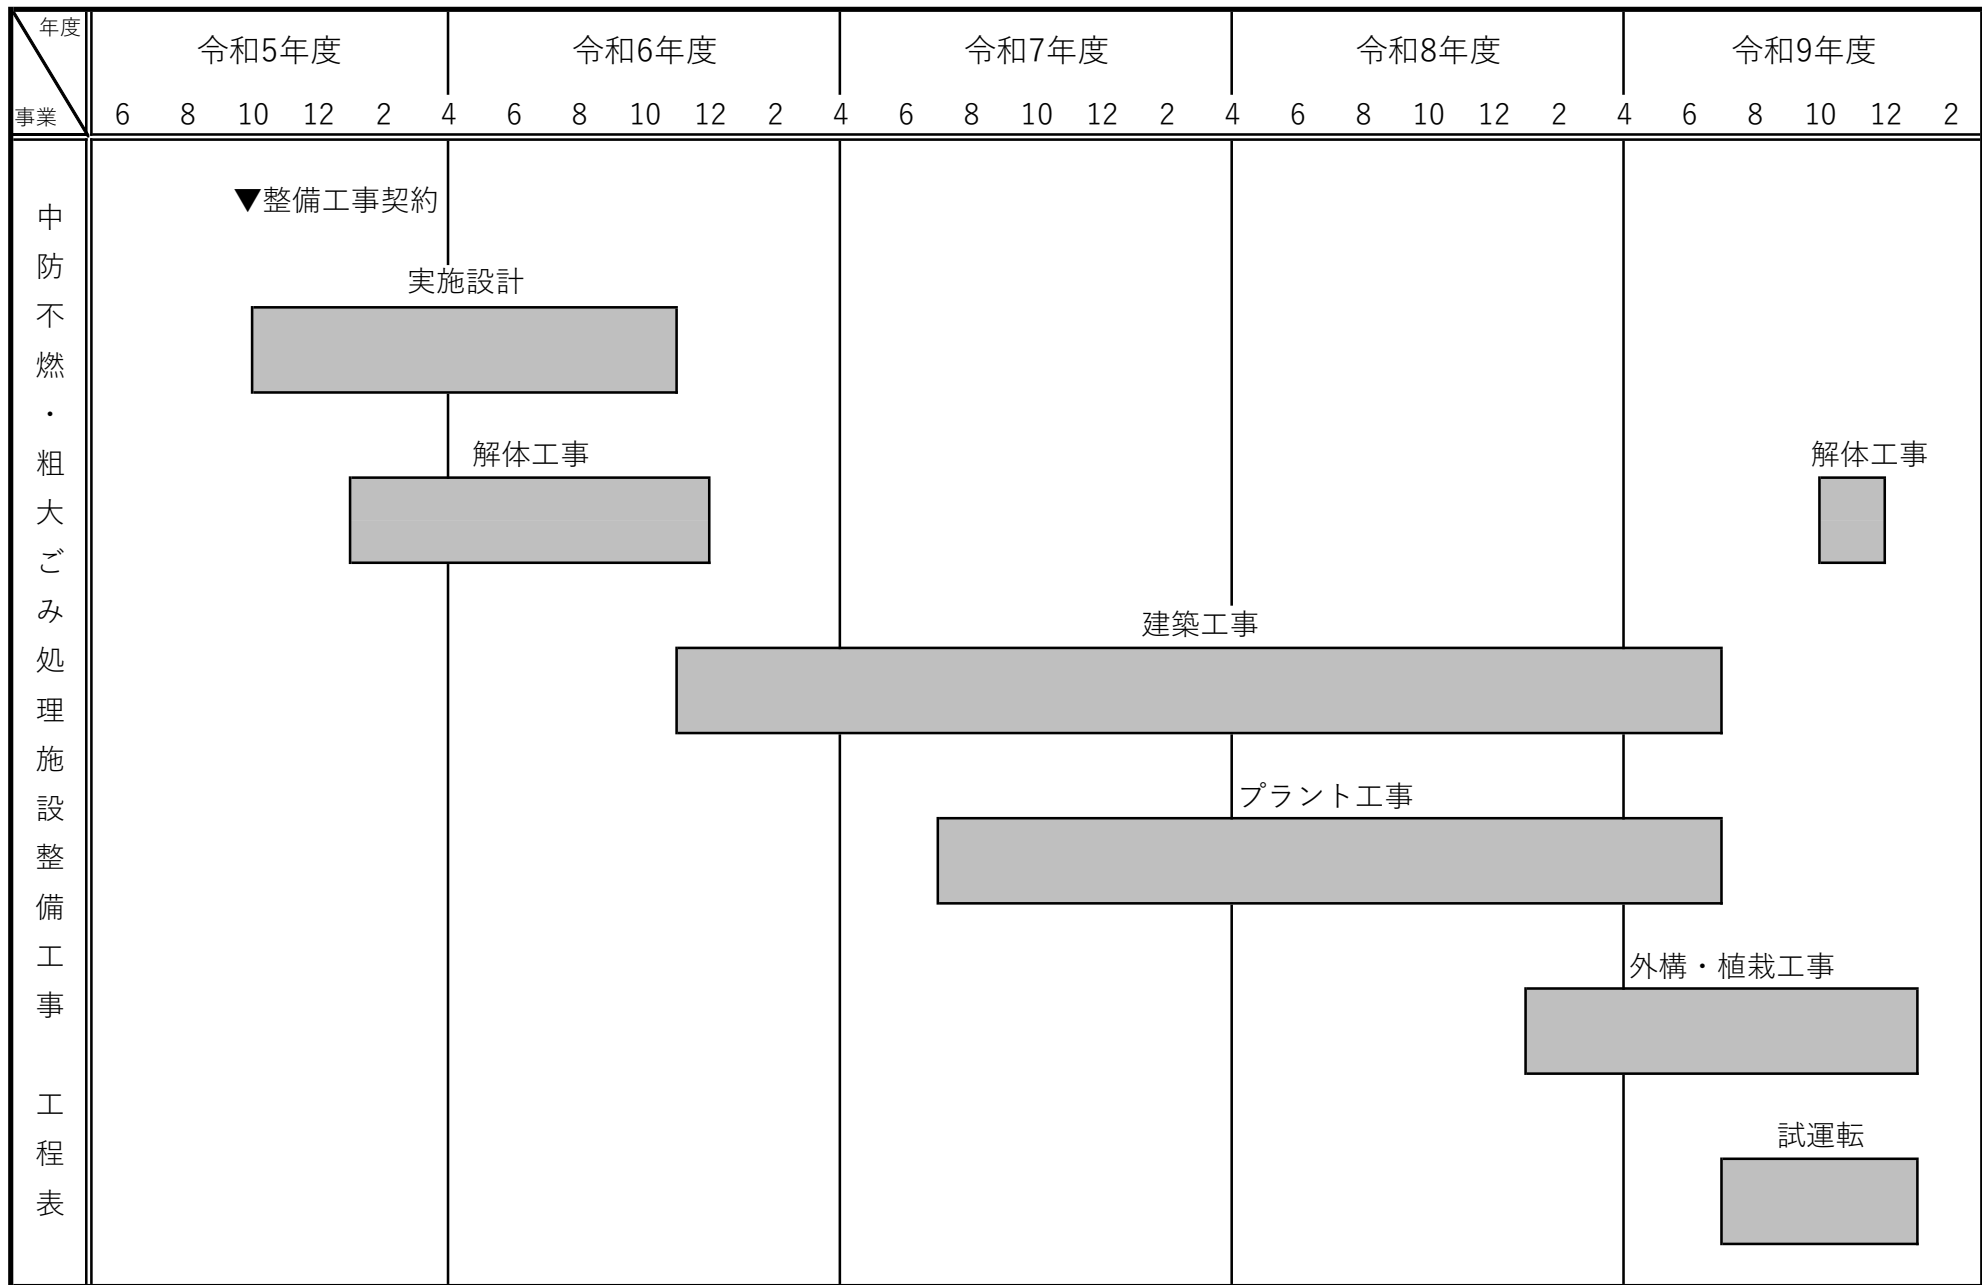 年度
事業
令和5年度 令和6年度 令和7年度 令和8年度 令和9年度
6 8 10 12 2 4 6 8 10 12 2 4 6 8 10 12 2 4 6 8 10 12 2 4 6 8 10 12 2
中防不燃・粗大ごみ処理施設整備工事 工程表
▼整備工事契約
実施設計
解体工事 解体工事
建築工事
プラント工事
外構・植栽工事
試運転